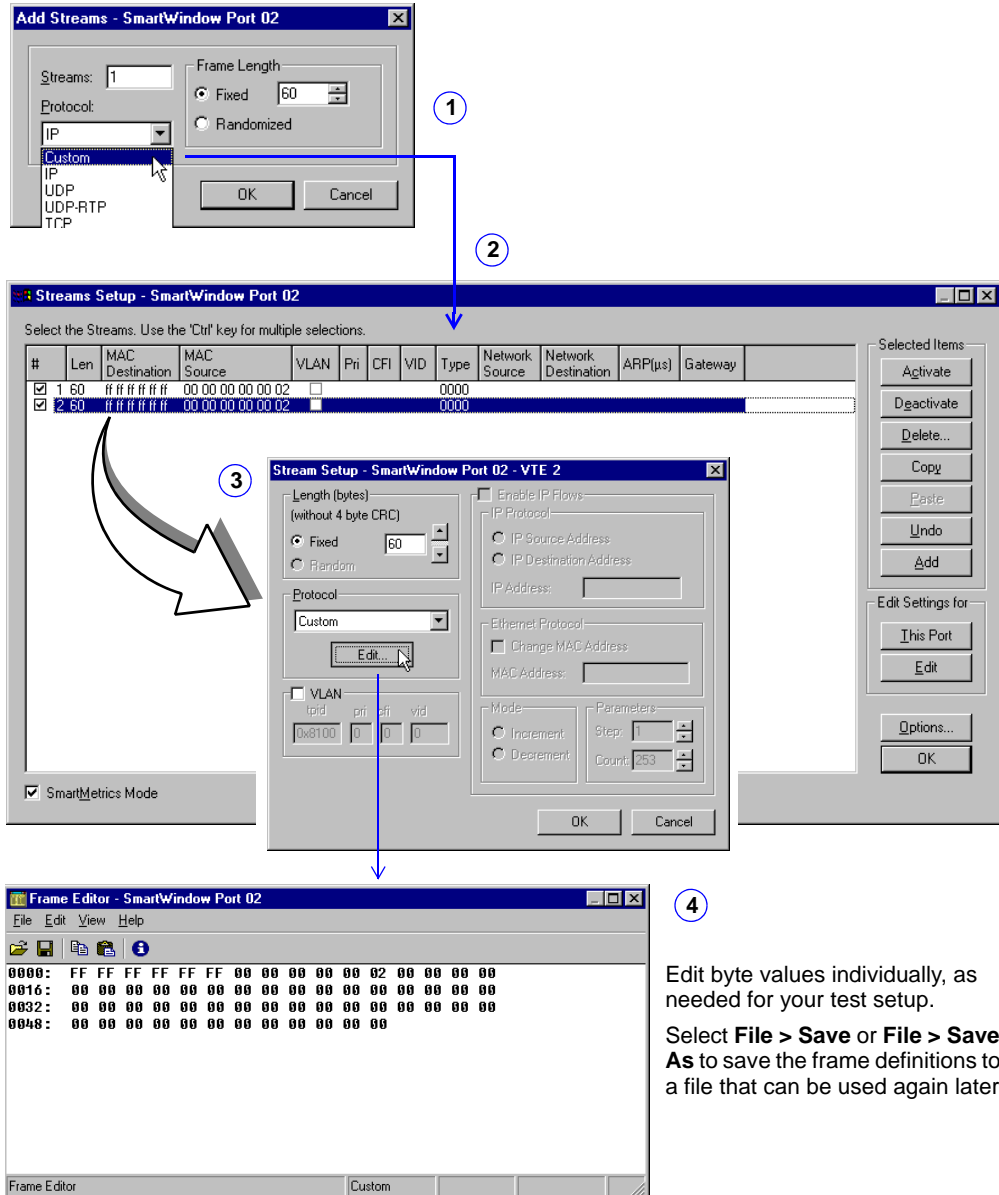 Add Streams - SmartWindow Port 02
Streams: 1
Protocol:
IP
Custom
IP
UDP
UDP-RTP
TCP
Frame Length
Fixed 60
Randomized
OK Cancel
1
2
Streams Setup - SmartWindow Port 02
Select the Streams. Use the 'Ctrl' key for multiple selections.
# Len MAC Destination MAC Source VLAN Pri CFI VID Type Network Source Network Destination ARP(µs) Gateway
1 60 ff ff ff ff ff ff 00 00 00 00 00 02 0000
2 60 ff ff ff ff ff ff 00 00 00 00 00 02 0000
Selected Items
Activate
Deactivate
Delete...
Copy
Paste
Undo
Add
Edit Settings for
This Port
Edit
Options...
OK
SmartMetrics Mode
3
Stream Setup - SmartWindow Port 02 - VTE 2
Length (bytes)
(without 4 byte CRC)
Fixed 60
Random
Protocol
Custom
Edit...
VLAN
tpid pri cfi vid
0x8100 0 0 0
Enable IP Flows
IP Protocol
IP Source Address
IP Destination Address
IP Address:
Ethernet Protocol
Change MAC Address
MAC Address:
Mode
Increment
Decrement
Parameters
Step: 1
Count: 253
OK Cancel
Frame Editor - SmartWindow Port 02
File Edit View Help
0000: FF FF FF FF FF FF 00 00 00 00 00 02 00 00 00 00
0016: 00 00 00 00 00 00 00 00 00 00 00 00 00 00 00 00
0032: 00 00 00 00 00 00 00 00 00 00 00 00 00 00 00 00
0048: 00 00 00 00 00 00 00 00 00 00 00 00
Frame Editor Custom
4
Edit byte values individually, as
needed for your test setup.
Select File > Save or File > Save
As to save the frame definitions to
a file that can be used again later